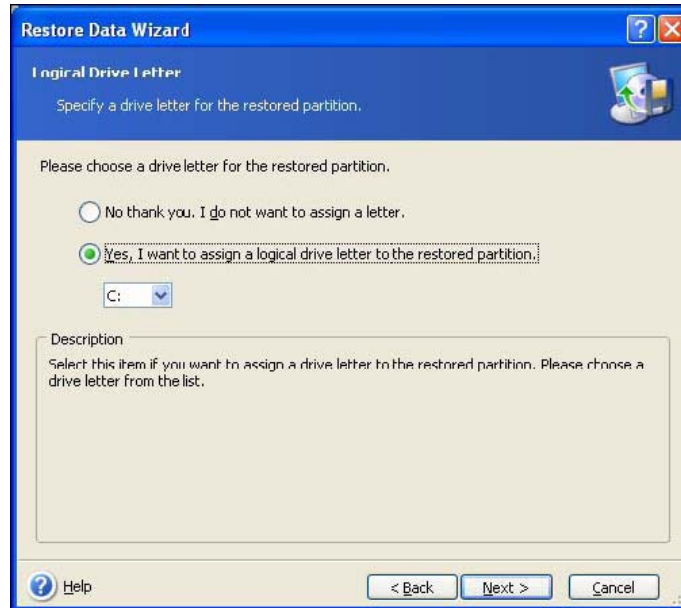 Restore Data Wizard
Logical Drive Letter
Specify a drive letter for the restored partition.
Please choose a drive letter for the restored partition.
No thank you. I do not want to assign a letter.
Yes, I want to assign a logical drive letter to the restored partition.
C:
Description
Select this item if you want to assign a drive letter to the restored partition. Please choose a
drive letter from the list.
? Help
< Back
Next >
Cancel